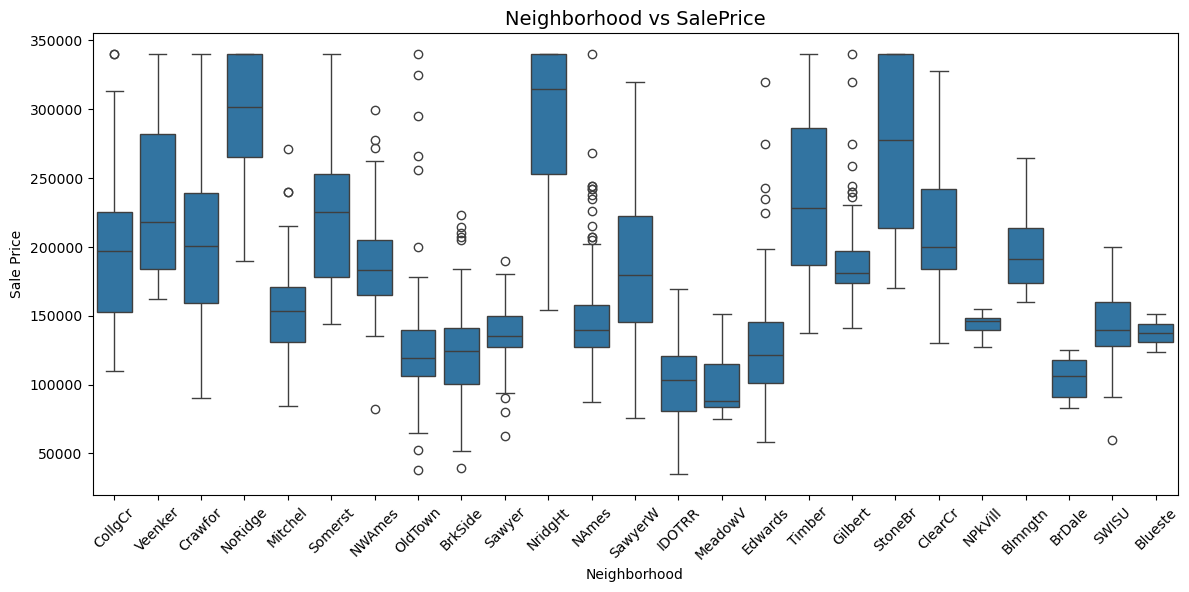 Neighborhood vs SalePrice
350000
300000
250000
200000
150000
100000
50000
Sale Price
CollgCr
Veenker
Crawfor
NoRidge
Mitchel
Somerst
NWAmes
OldTown
BrkSide
Sawyer
NridgHt
NAmes
SawyerW
IDOTRR
MeadowV
Edwards
Timber
Gilbert
StoneBr
ClearCr
NPkVill
Blmngtn
BrDale
SWISU
Blueste
Neighborhood